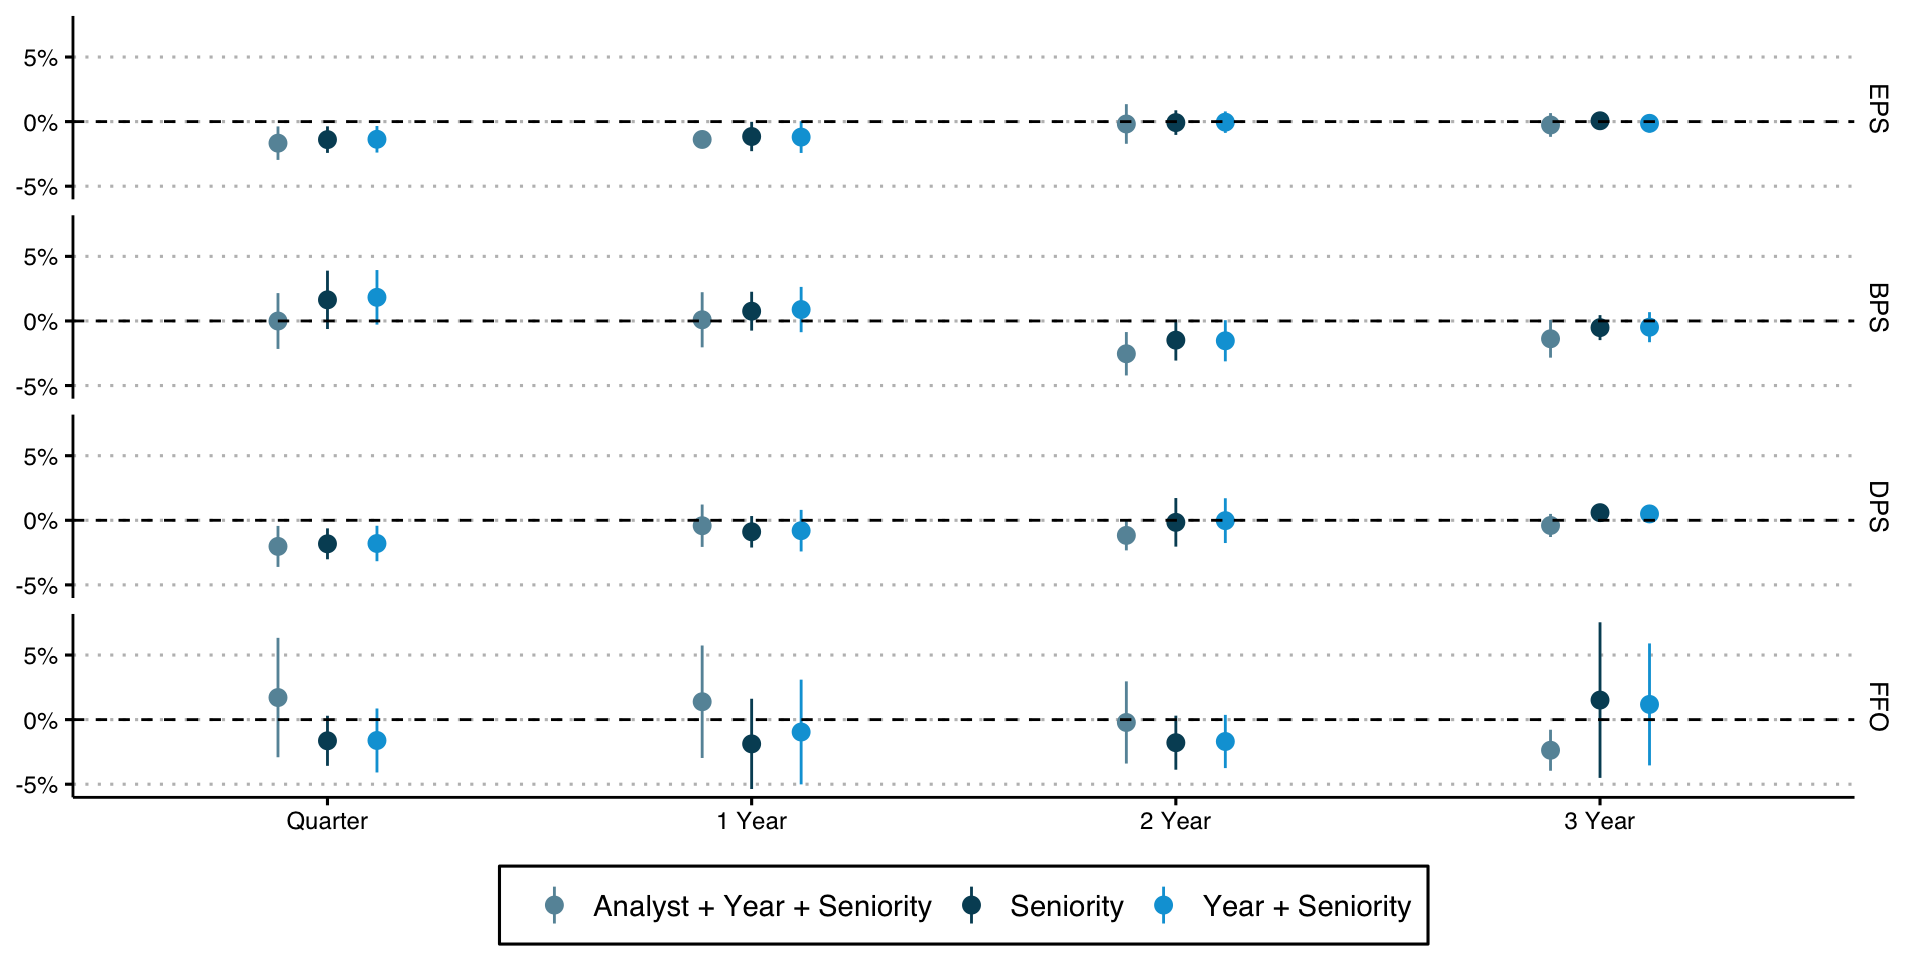 5%
0%
-5%
EPS
5%
0%
-5%
BPS
5%
0%
-5%
DPS
5%
0%
-5%
FFO
Quarter 1 Year 2 Year 3 Year
Analyst + Year + Seniority Seniority Year + Seniority